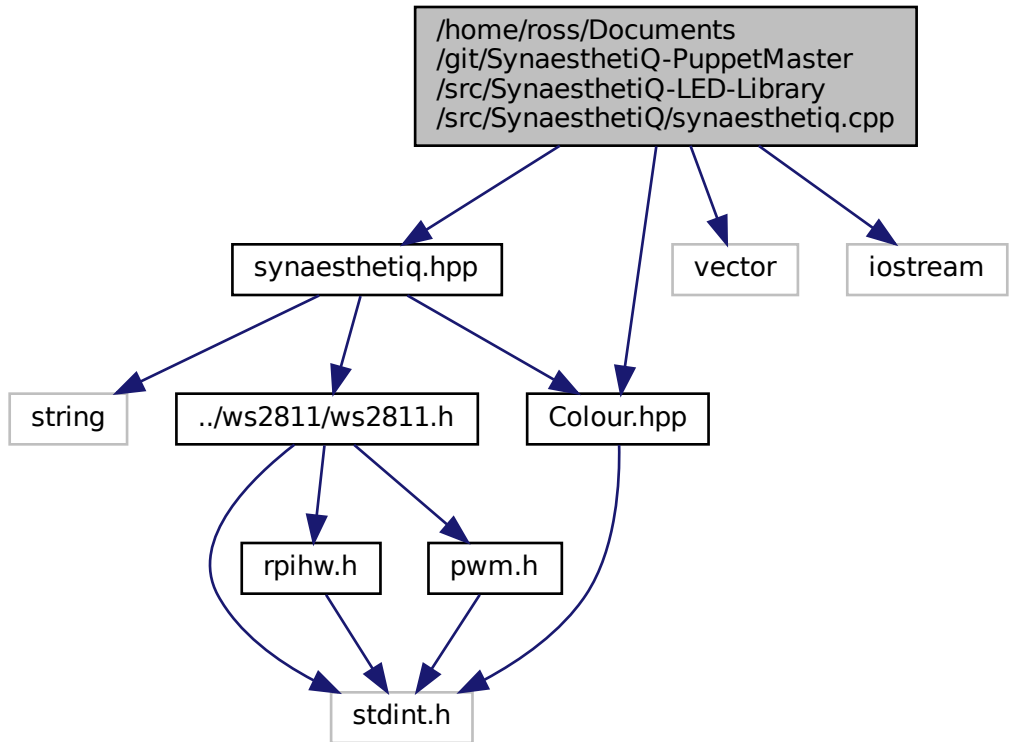 /home/ross/Documents
/git/SynaesthetiQ-PuppetMaster
/src/SynaesthetiQ-LED-Library
/src/SynaesthetiQ/synaesthetiq.cpp
synaesthetiq.hpp
vector
iostream
string
../ws2811/ws2811.h
Colour.hpp
rpihw.h
pwm.h
stdint.h